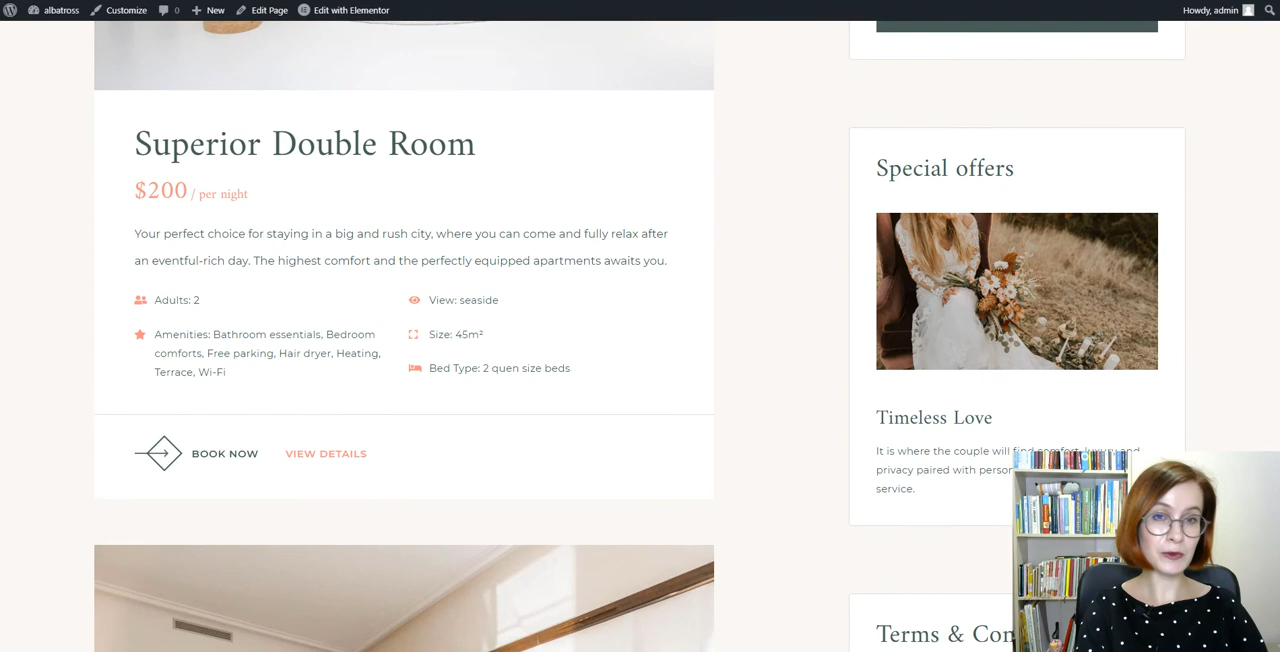 albatross Customize 0 New Edit Page Edit with Elementor Howdy, admin
Superior Double Room
$200 / per night
Your perfect choice for staying in a big and rush city, where you can come and fully relax after
an eventful-rich day. The highest comfort and the perfectly equipped apartments awaits you.
Adults: 2
Amenities: Bathroom essentials, Bedroom
comforts, Free parking, Hair dryer, Heating,
Terrace, Wi-Fi
View: seaside
Size: 45m²
Bed Type: 2 quen size beds
BOOK NOW VIEW DETAILS
Special offers
Timeless Love
It is where the couple will find comfort, luxury and
privacy paired with
service.
Terms &